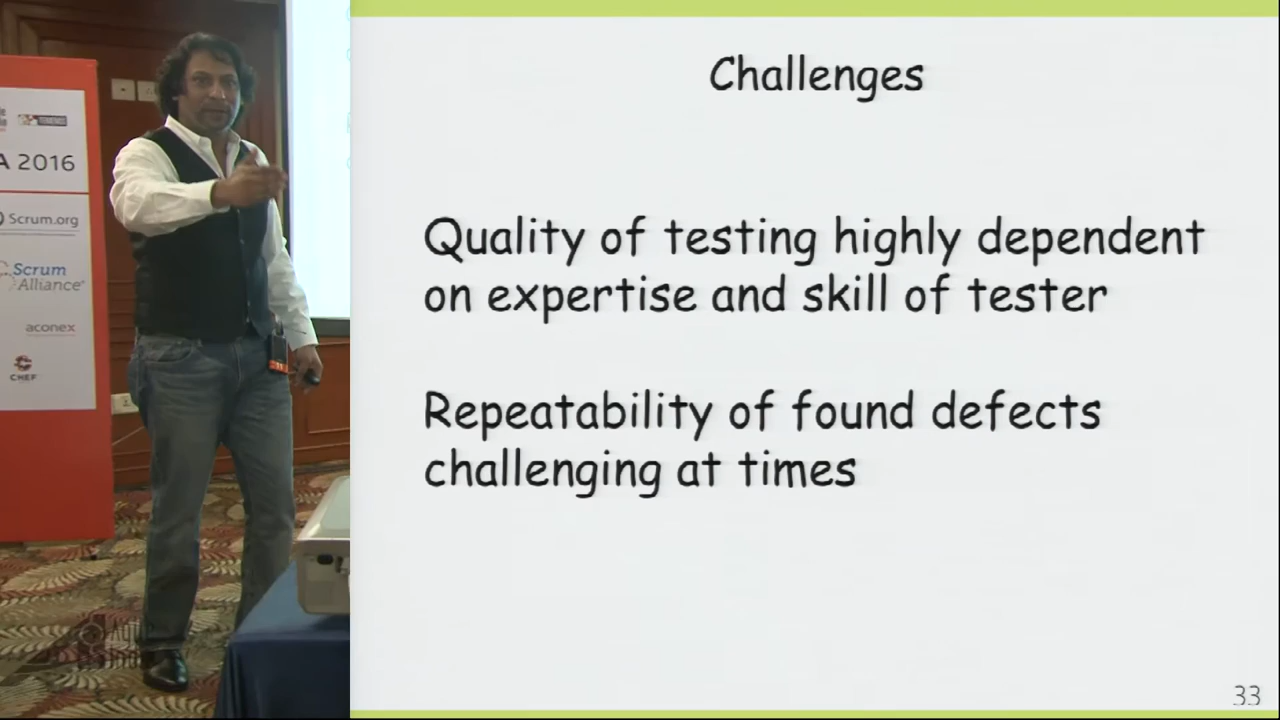 A 2016
Scrum.org
Scrum
Alliance
aconex
CHEF
Challenges
Quality of testing highly dependent
on expertise and skill of tester
Repeatability of found defects
challenging at times
33